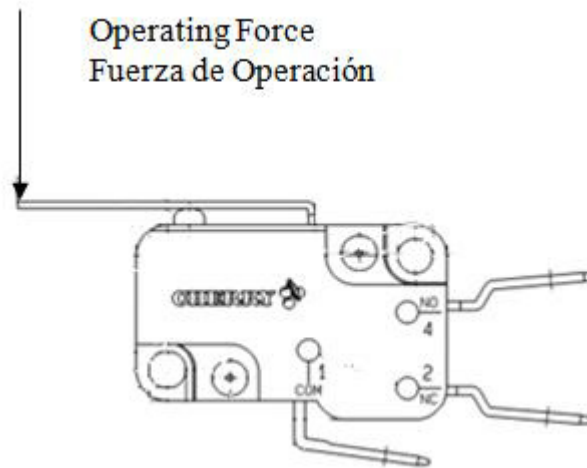 Operating Force
Fuerza de Operación
CHERRY
NO
4
1
COM
2
NC